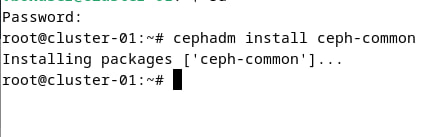 Password:
root@cluster-01:~# cephadm install ceph-common
Installing packages ['ceph-common']...
root@cluster-01:~#